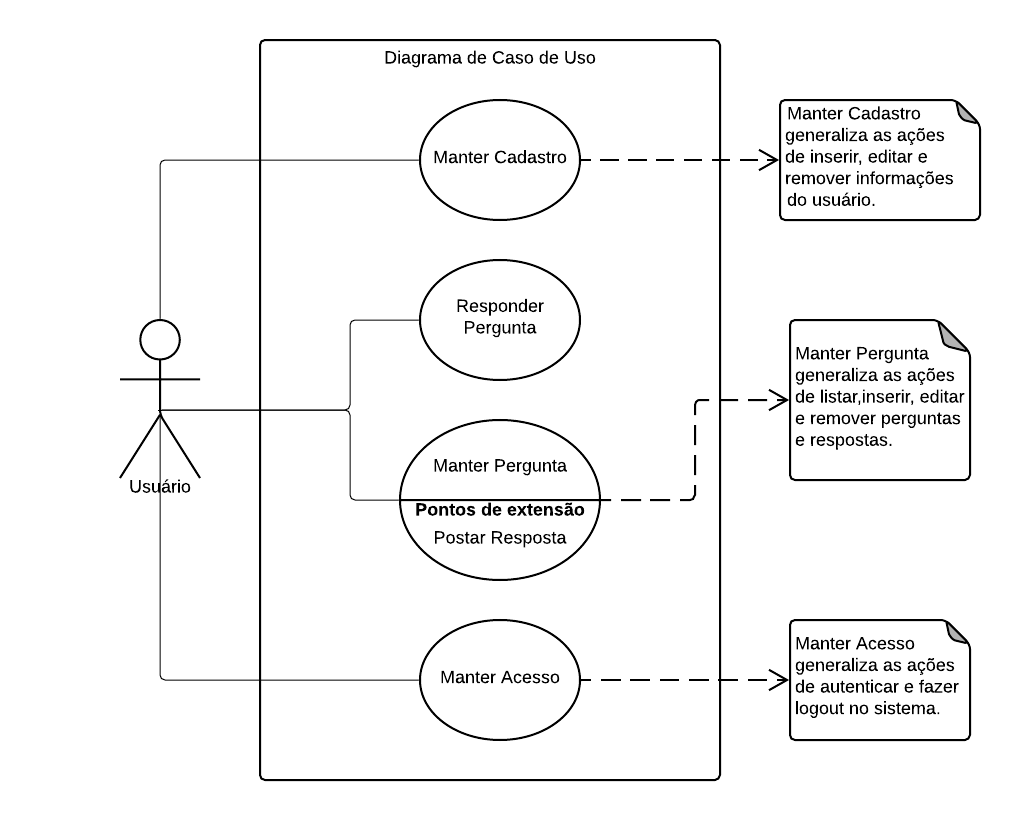 Diagrama de Caso de Uso
Manter Cadastro
Manter Cadastro
generaliza as ações
de inserir, editar e
remover informações
do usuário.
Responder
Pergunta
Manter Pergunta
generaliza as ações
de listar,inserir, editar
e remover perguntas
e respostas.
Manter Pergunta
Pontos de extensão
Postar Resposta
Usuário
Manter Acesso
Manter Acesso
generaliza as ações
de autenticar e fazer
logout no sistema.